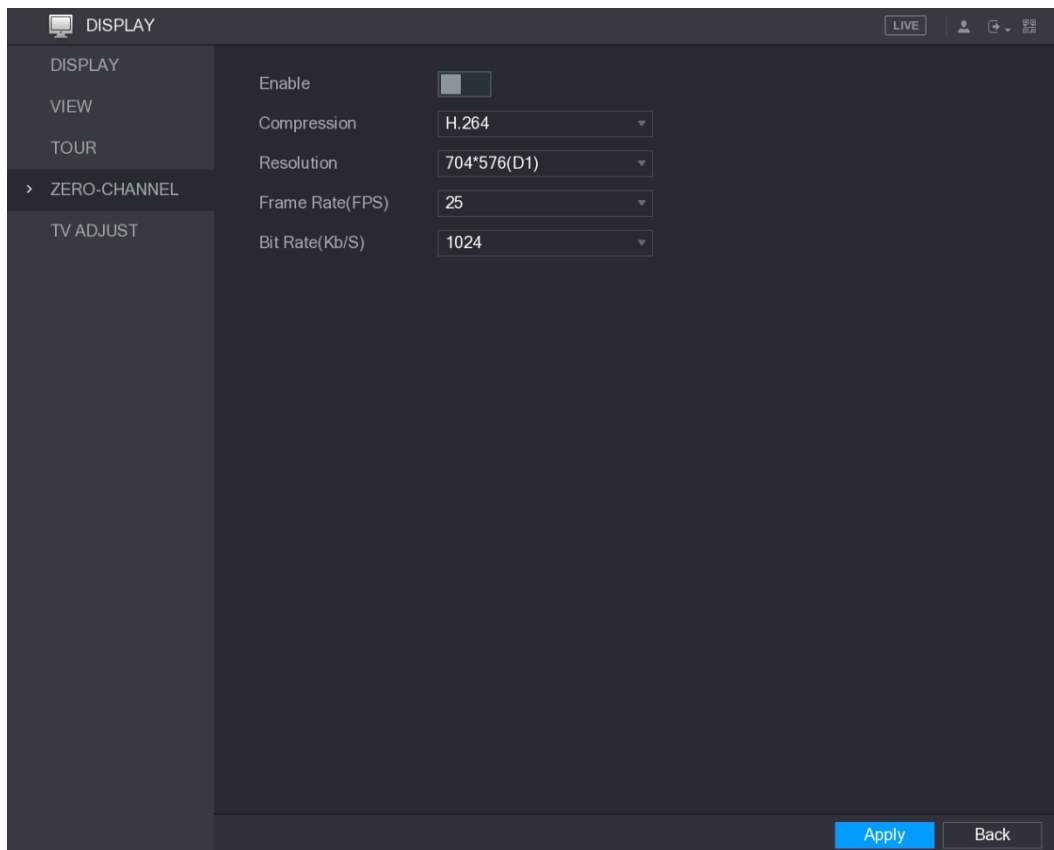 DISPLAY
LIVE
DISPLAY
VIEW
TOUR
> ZERO-CHANNEL
TV ADJUST
Enable
Compression H.264
Resolution 704*576(D1)
Frame Rate(FPS) 25
Bit Rate(Kb/S) 1024
Apply Back